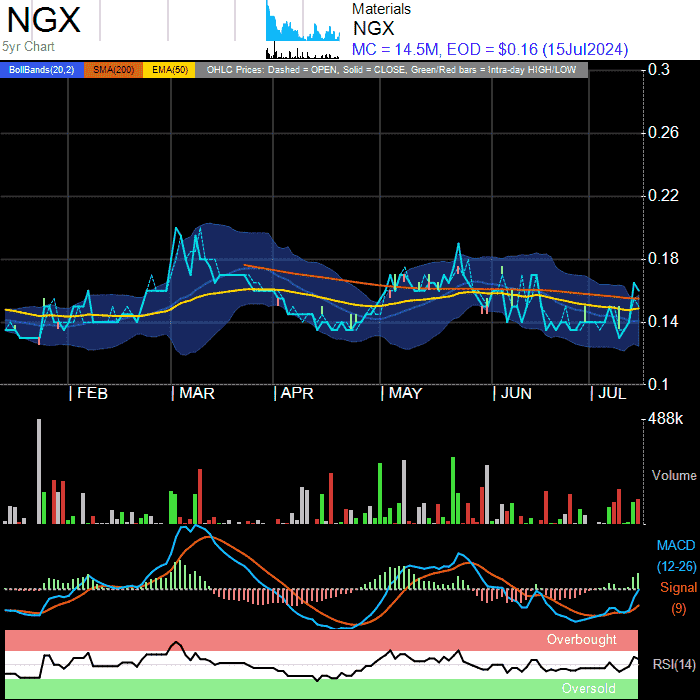 NGX
5yr Chart
Materials
NGX
MC = 14.5M, EOD = $0.16 (15Jul2024)
BollBands(20,2) SMA(200) EMA(50) OHLC Prices: Dashed = OPEN, Solid = CLOSE, Green/Red bars = Intra-day HIGH/LOW
0.3
0.26
0.22
0.18
0.14
0.1
FEB MAR APR MAY JUN JUL
488k
Volume
MACD
(12-26)
Signal
(9)
Overbought
RSI(14)
Oversold